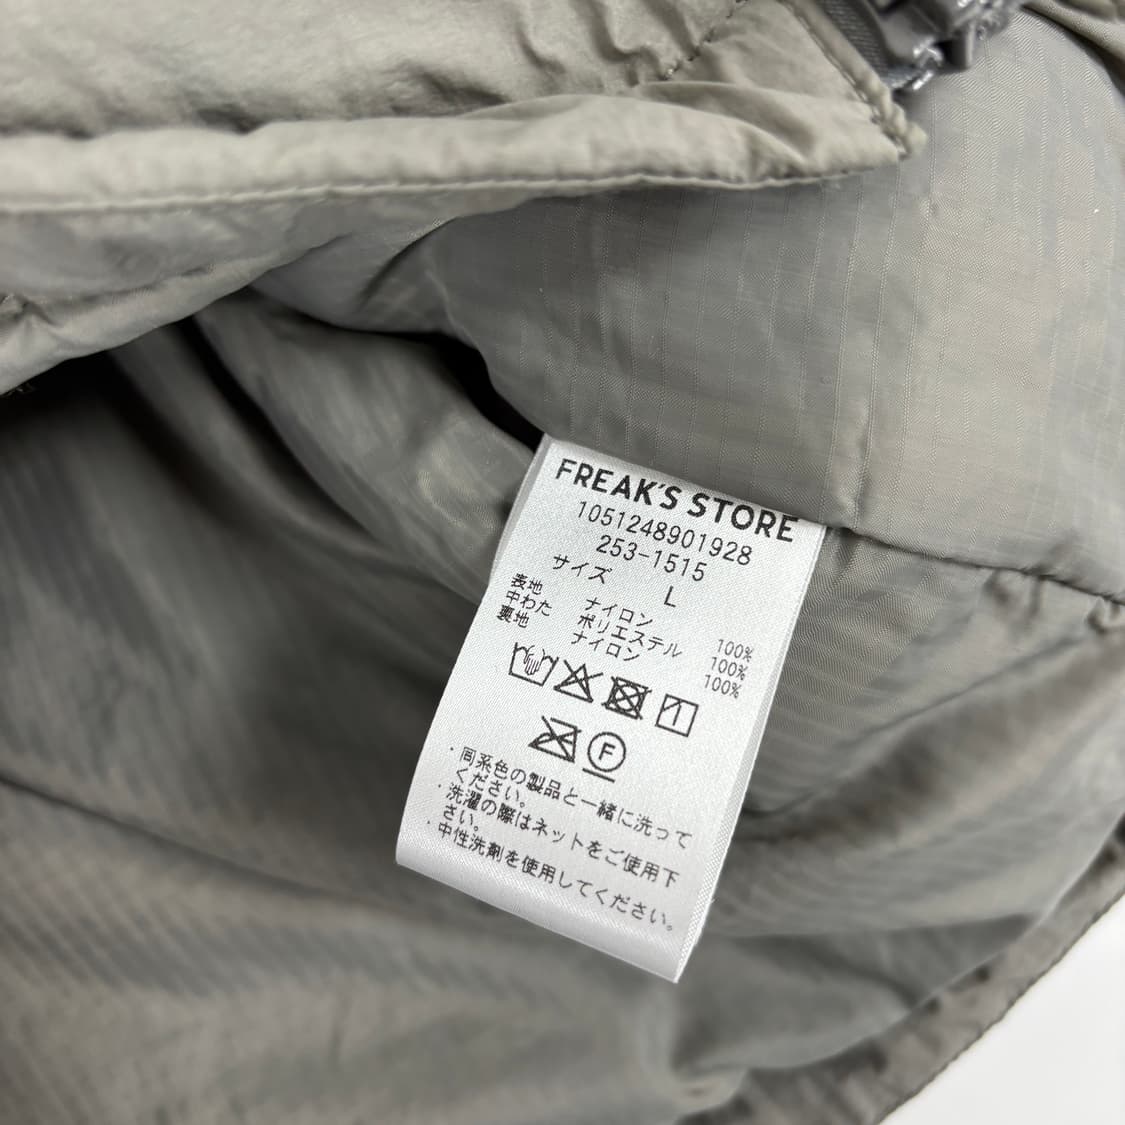 FREAK'S STORE
1051248901928
253-1515
サイズ L
表地 ナイロン 100%
中わた ポリエステル 100%
裏地 ナイロン 100%
F
・同系色の製品と一緒に洗って
ください。
・洗濯の際はネットをご使用下
さい。
・中性洗剤を使用してください。